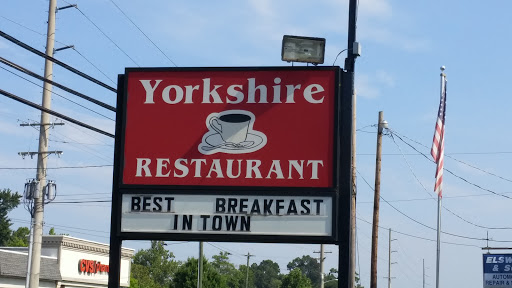 Yorkshire
RESTAURANT
BEST BREAKFAST
IN TOWN